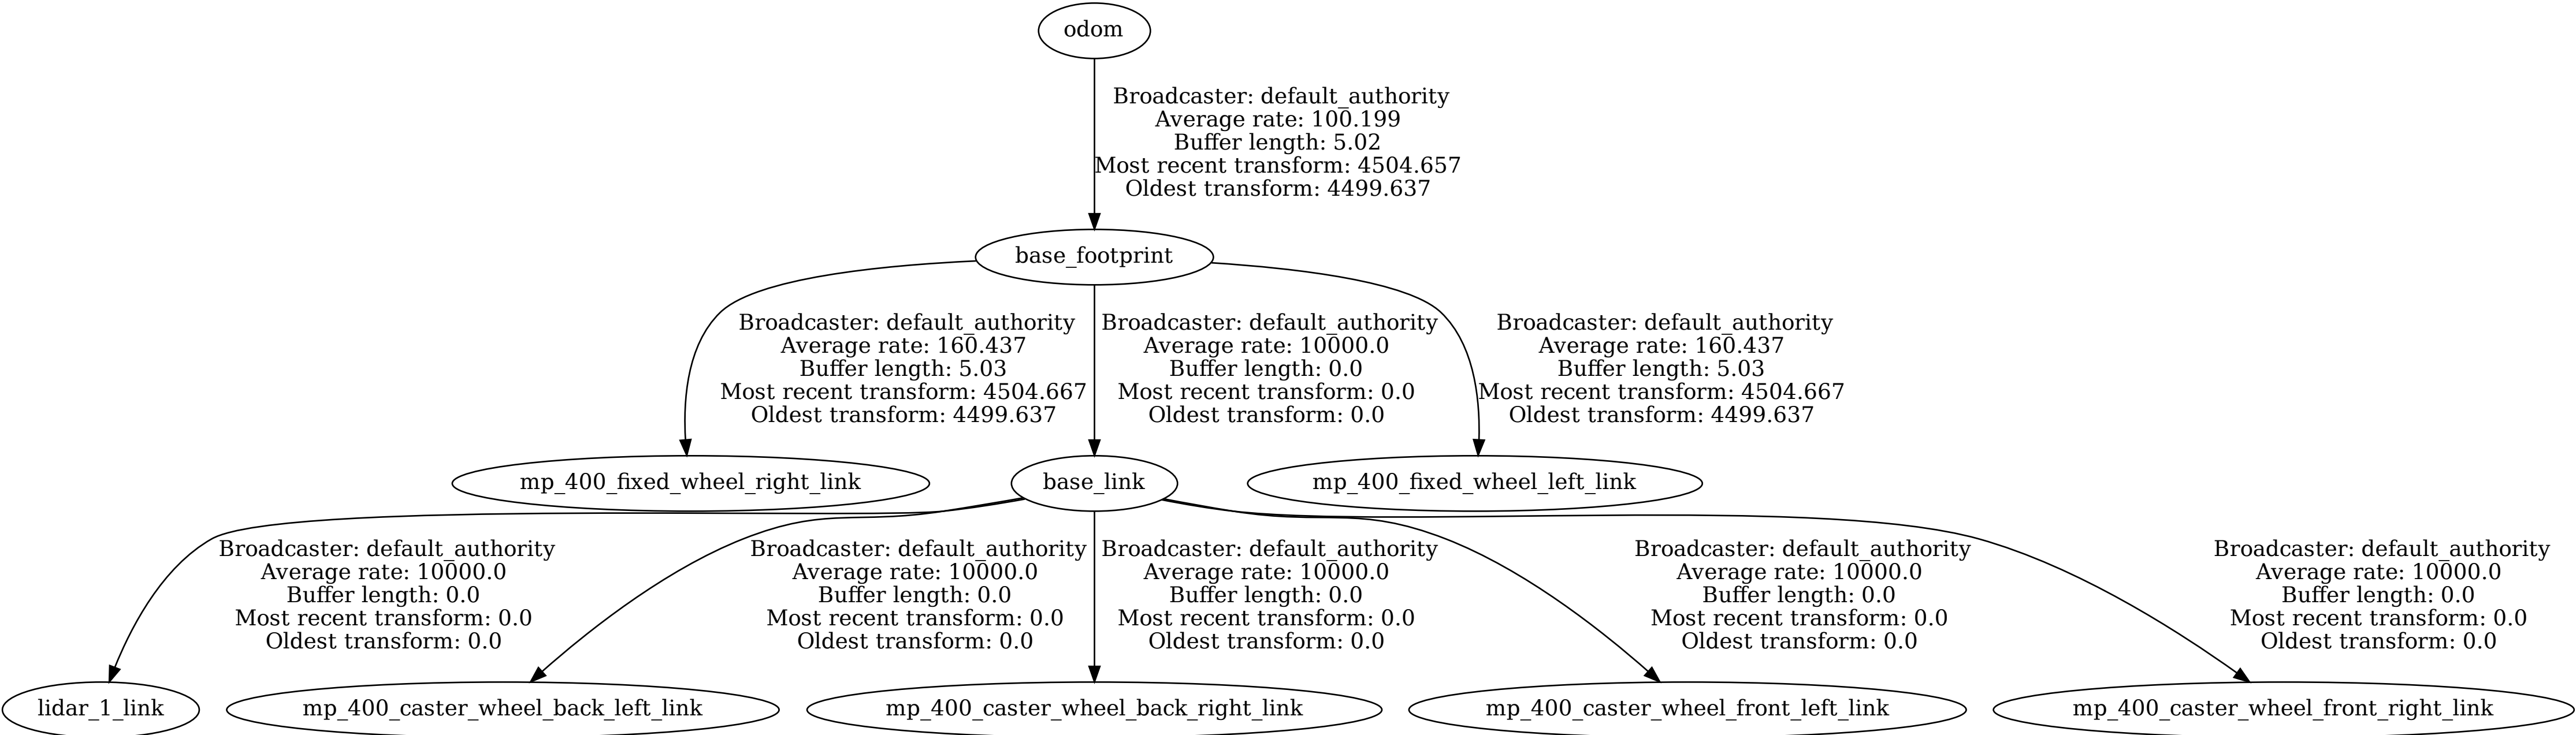 odom
Broadcaster: default_authority
Average rate: 100.199
Buffer length: 5.02
Most recent transform: 4504.657
Oldest transform: 4499.637
base_footprint
Broadcaster: default_authority
Average rate: 160.437
Buffer length: 5.03
Most recent transform: 4504.667
Oldest transform: 4499.637
Broadcaster: default_authority
Average rate: 10000.0
Buffer length: 0.0
Most recent transform: 0.0
Oldest transform: 0.0
Broadcaster: default_authority
Average rate: 160.437
Buffer length: 5.03
Most recent transform: 4504.667
Oldest transform: 4499.637
mp_400_fixed_wheel_right_link
base_link
mp_400_fixed_wheel_left_link
Broadcaster: default_authority
Average rate: 10000.0
Buffer length: 0.0
Most recent transform: 0.0
Oldest transform: 0.0
Broadcaster: default_authority
Average rate: 10000.0
Buffer length: 0.0
Most recent transform: 0.0
Oldest transform: 0.0
Broadcaster: default_authority
Average rate: 10000.0
Buffer length: 0.0
Most recent transform: 0.0
Oldest transform: 0.0
Broadcaster: default_authority
Average rate: 10000.0
Buffer length: 0.0
Most recent transform: 0.0
Oldest transform: 0.0
Broadcaster: default_authority
Average rate: 10000.0
Buffer length: 0.0
Most recent transform: 0.0
Oldest transform: 0.0
lidar_1_link
mp_400_caster_wheel_back_left_link
mp_400_caster_wheel_back_right_link
mp_400_caster_wheel_front_left_link
mp_400_caster_wheel_front_right_link